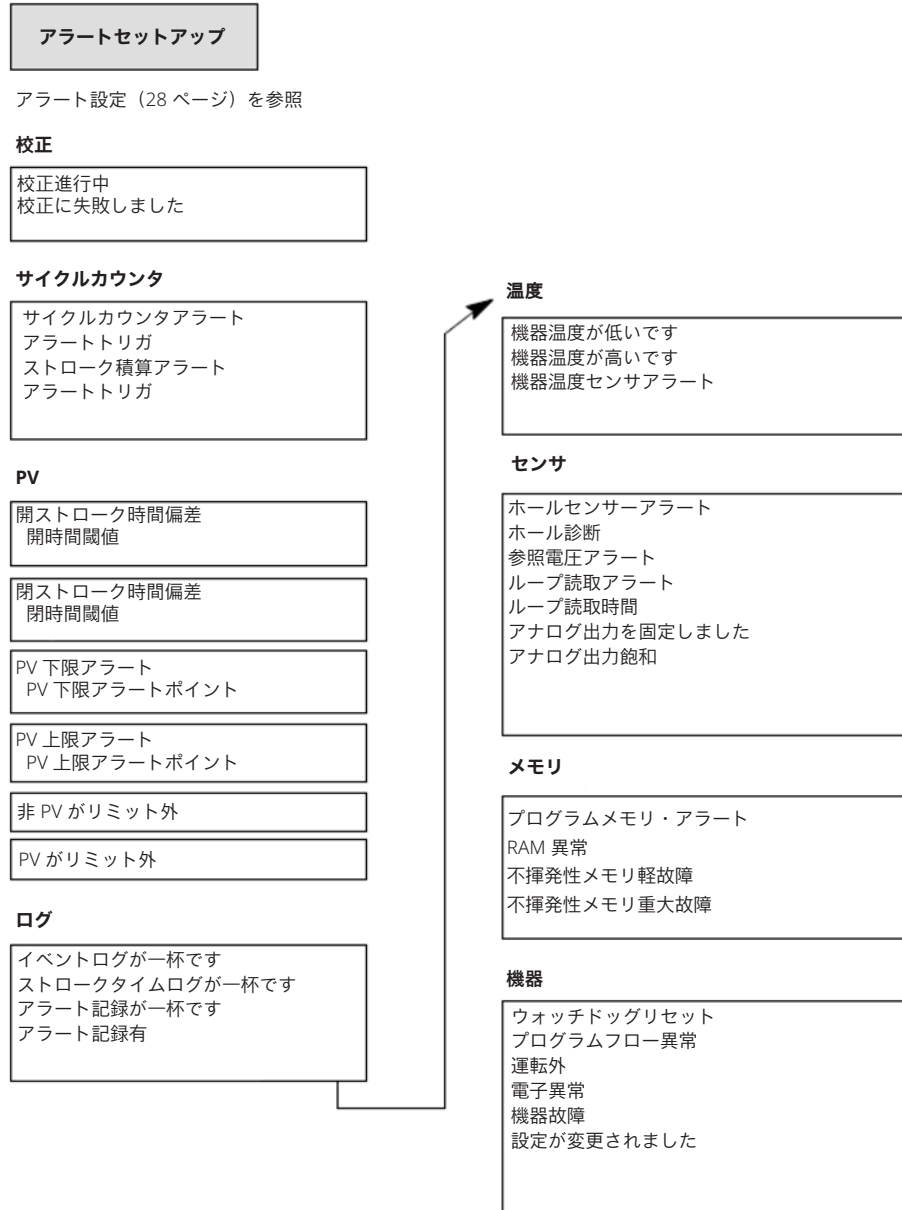 アラートセットアップ
アラート設定（28 ページ）を参照
校正
校正進行中
校正に失敗しました
サイクルカウンタ
サイクルカウンタアラート
アラートトリガ
ストローク積算アラート
アラートトリガ
PV
開ストローク時間偏差
開時間閾値
閉ストローク時間偏差
閉時間閾値
PV 下限アラート
PV 下限アラートポイント
PV 上限アラート
PV 上限アラートポイント
非 PV がリミット外
PV がリミット外
ログ
イベントログが一杯です
ストロークタイムログが一杯です
アラート記録が一杯です
アラート記録有
温度
機器温度が低いです
機器温度が高いです
機器温度センサアラート
センサ
ホールセンサーアラート
ホール診断
参照電圧アラート
ループ読取アラート
ループ読取時間
アナログ出力を固定しました
アナログ出力飽和
メモリ
プログラムメモリ・アラート
RAM 異常
不揮発性メモリ軽故障
不揮発性メモリ重大故障
機器
ウォッチドッグリセット
プログラムフロー異常
運転外
電子異常
機器故障
設定が変更されました